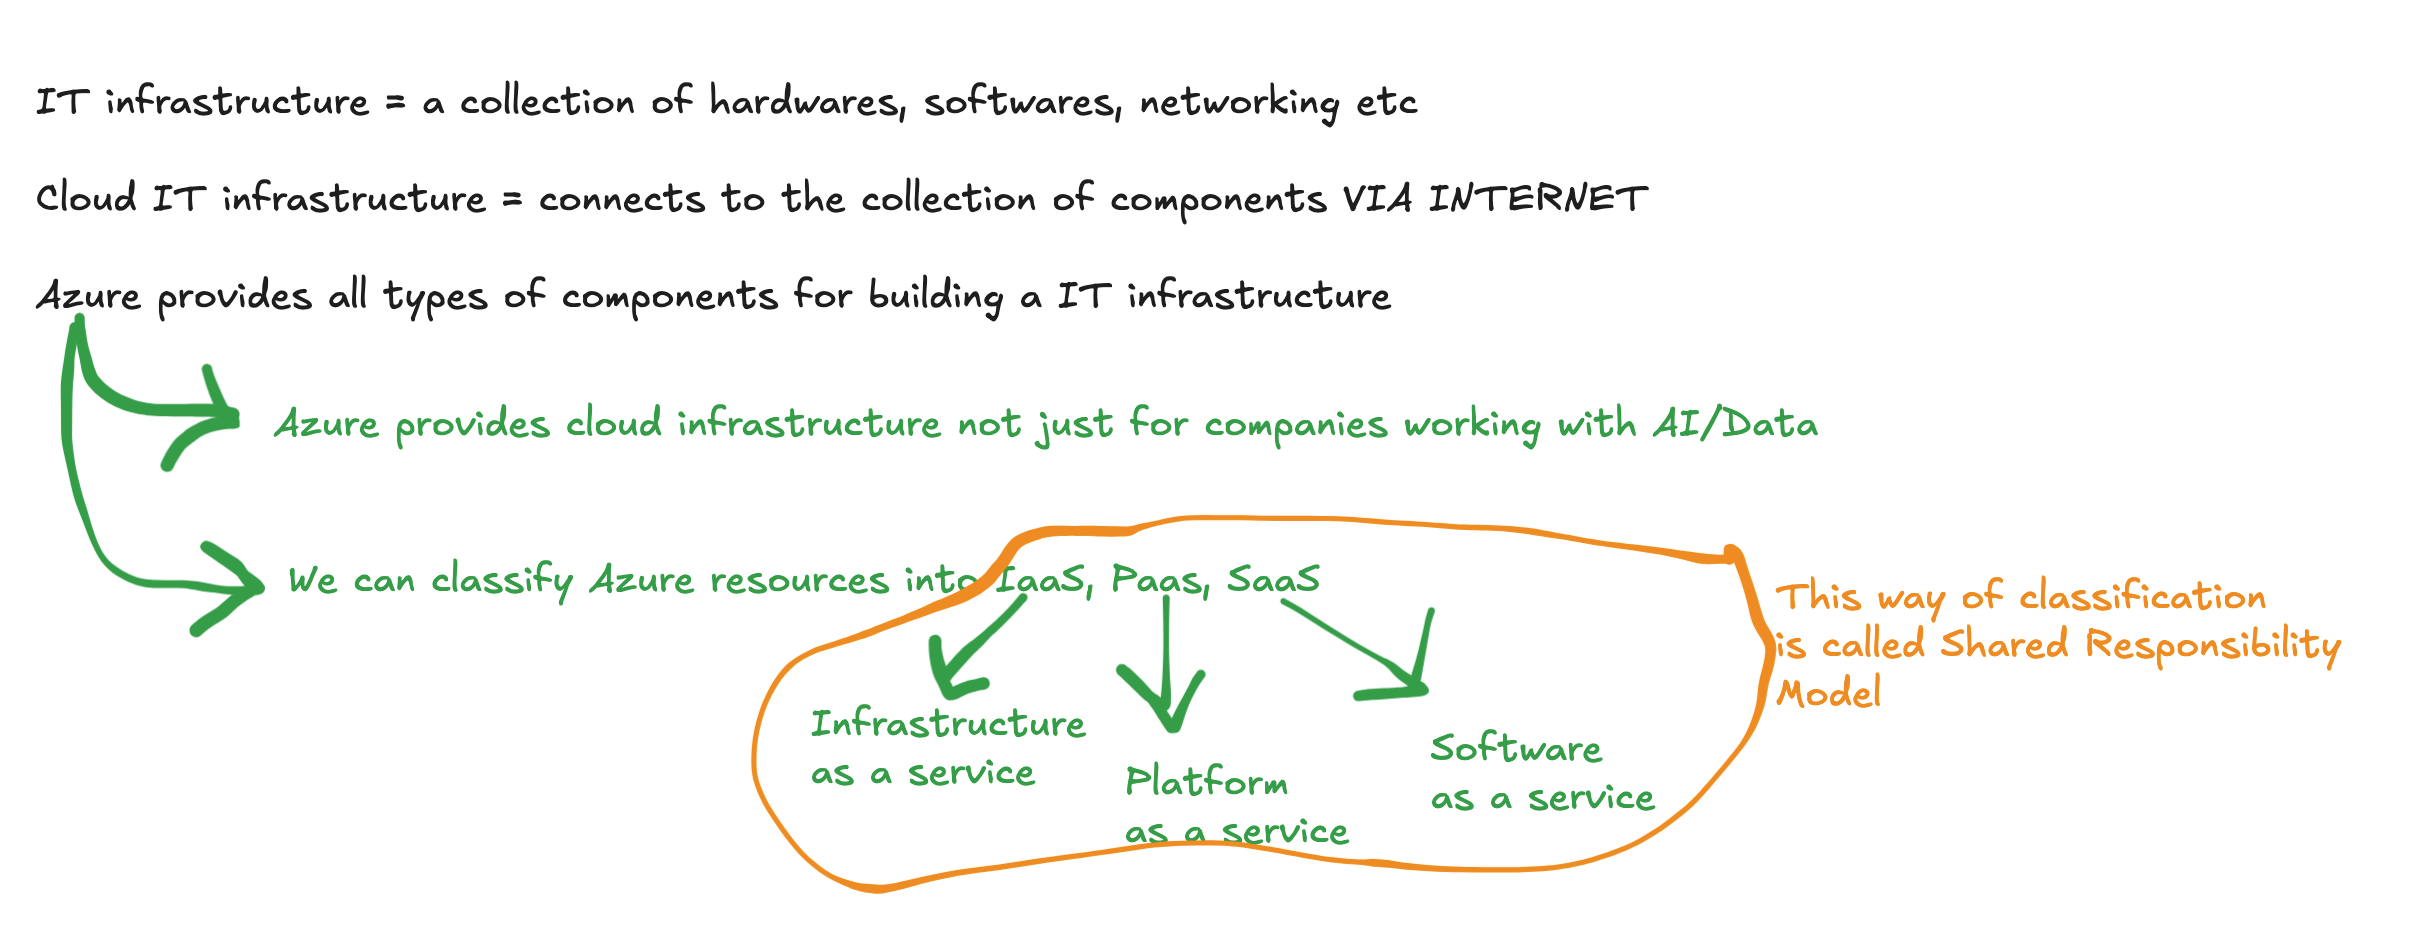 IT infrastructure = a collection of hardwares, softwares, networking etc
Cloud IT infrastructure = connects to the collection of components VIA INTERNET
Azure provides all types of components for building a IT infrastructure
Azure provides cloud infrastructure not just for companies working with AI/Data
We can classify Azure resources into IaaS, Paas, SaaS
This way of classification
is called Shared Responsibility
Model
Infrastructure
as a service
Platform
as a service
Software
as a service